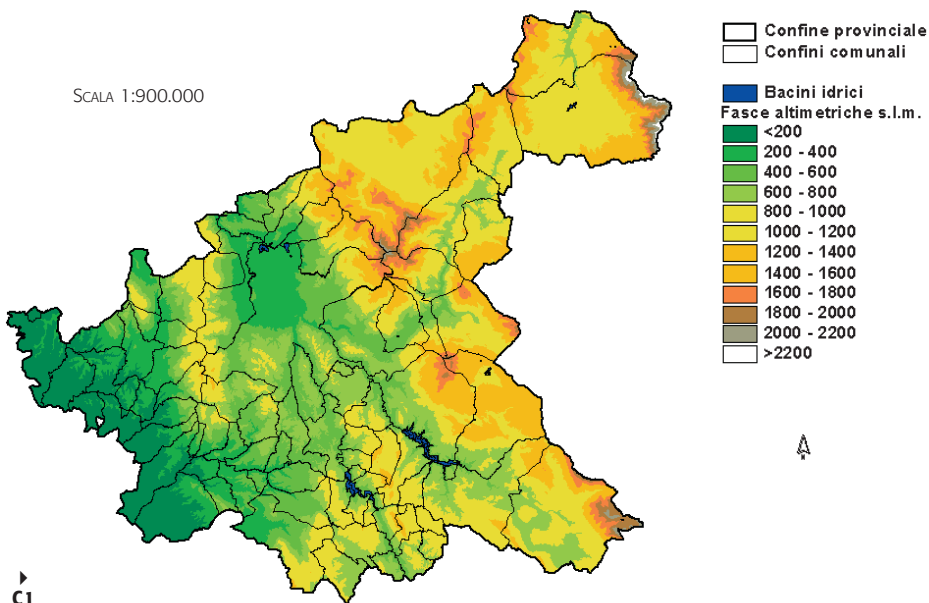 SCALA 1:900.000
Confine provinciale
Confini comunali
Bacini idrici
Fasce altimetriche s.l.m.
<200
200 - 400
400 - 600
600 - 800
800 - 1000
1000 - 1200
1200 - 1400
1400 - 1600
1600 - 1800
1800 - 2000
2000 - 2200
>2200
C1